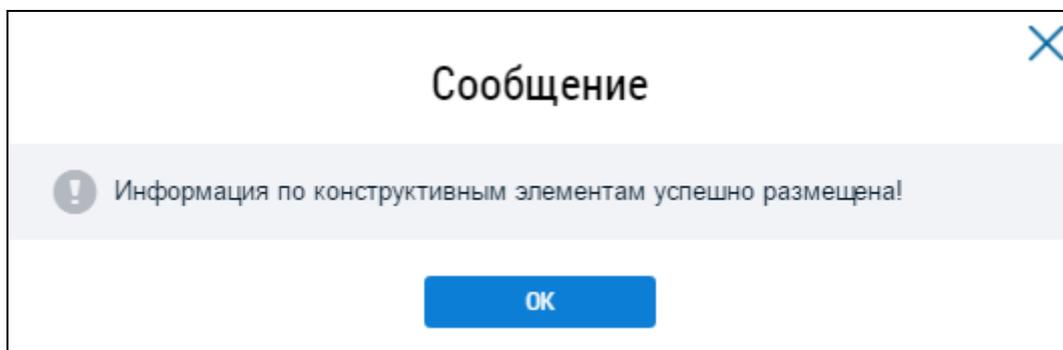 Сообщение
Информация по конструктивным элементам успешно размещена!
ОК